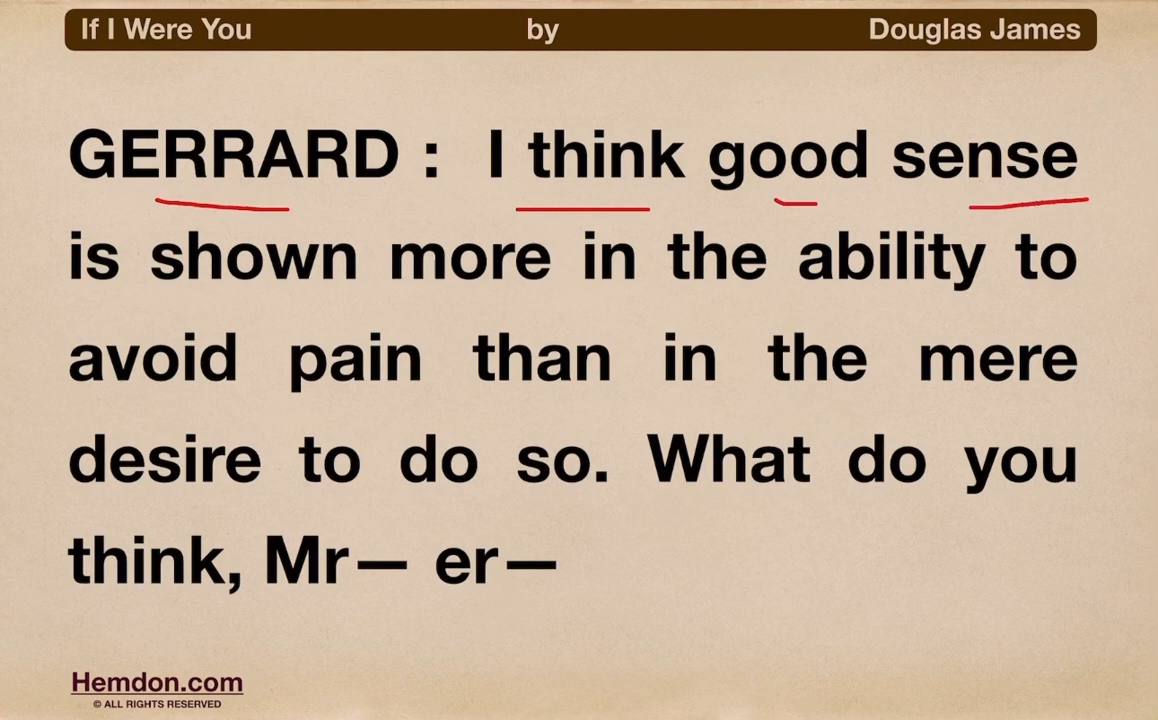 If I Were You by Douglas James
GERRARD : I think good sense
is shown more in the ability to
avoid pain than in the mere
desire to do so. What do you
think, Mr— er—
Hemdon.com
© ALL RIGHTS RESERVED